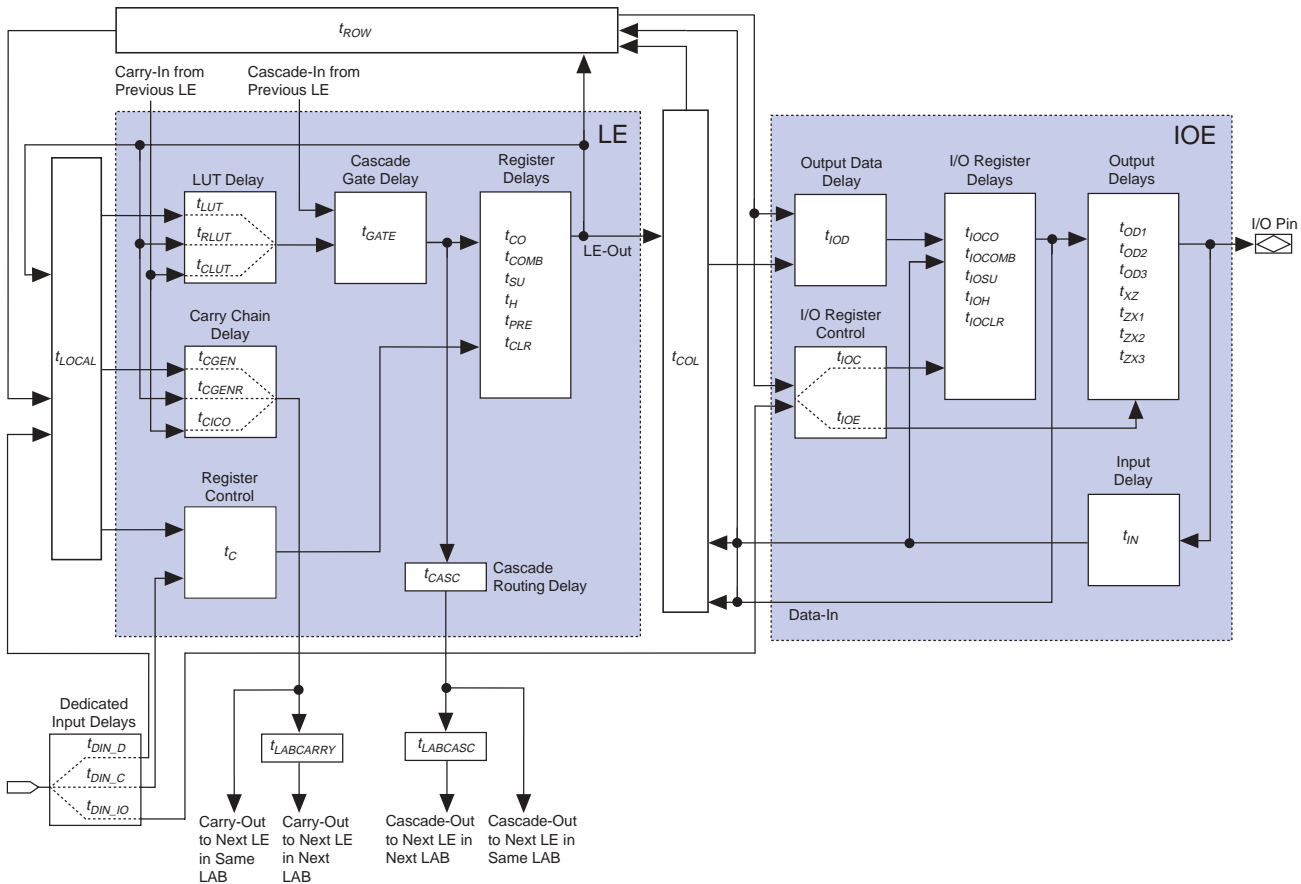 tROW
Carry-In from
Previous LE
Cascade-In from
Previous LE
LE
IOE
LUT Delay
tLUT
tRLUT
tCLUT
Cascade
Gate Delay
tGATE
Register
Delays
tCO
tCOMB
tSU
tH
tPRE
tCLR
LE-Out
Carry Chain
Delay
tCGEN
tCGENR
tCICO
tLOCAL
Register
Control
tC
tCASC
Cascade
Routing Delay
tCOL
Output Data
Delay
tIOD
I/O Register
Delays
tIOCO
tIOCOMB
tIOSU
tIOH
tIOCLR
Output
Delays
tOD1
tOD2
tOD3
tXZ
tZX1
tZX2
tZX3
I/O Pin
I/O Register
Control
tIOC
tIOE
Input
Delay
tIN
Data-In
Dedicated
Input Delays
tDIN_D
tDIN_C
tDIN_IO
tLABCARRY
tLABCASC
Carry-Out
to Next LE
in Same
LAB
Carry-Out
to Next LE
in Next
LAB
Cascade-Out
to Next LE in
Next LAB
Cascade-Out
to Next LE in
Same LAB